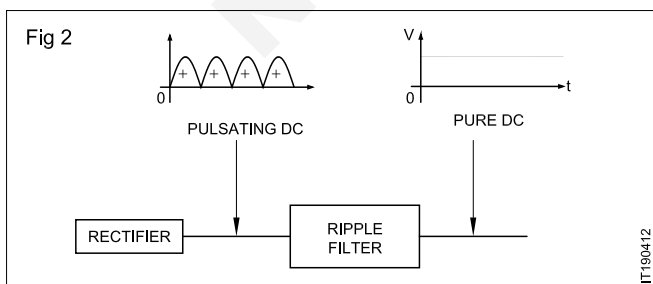 Fig 2
+ + + +
0
PULSATING DC
V
0
t
PURE DC
RECTIFIER
RIPPLE
FILTER
IT190412